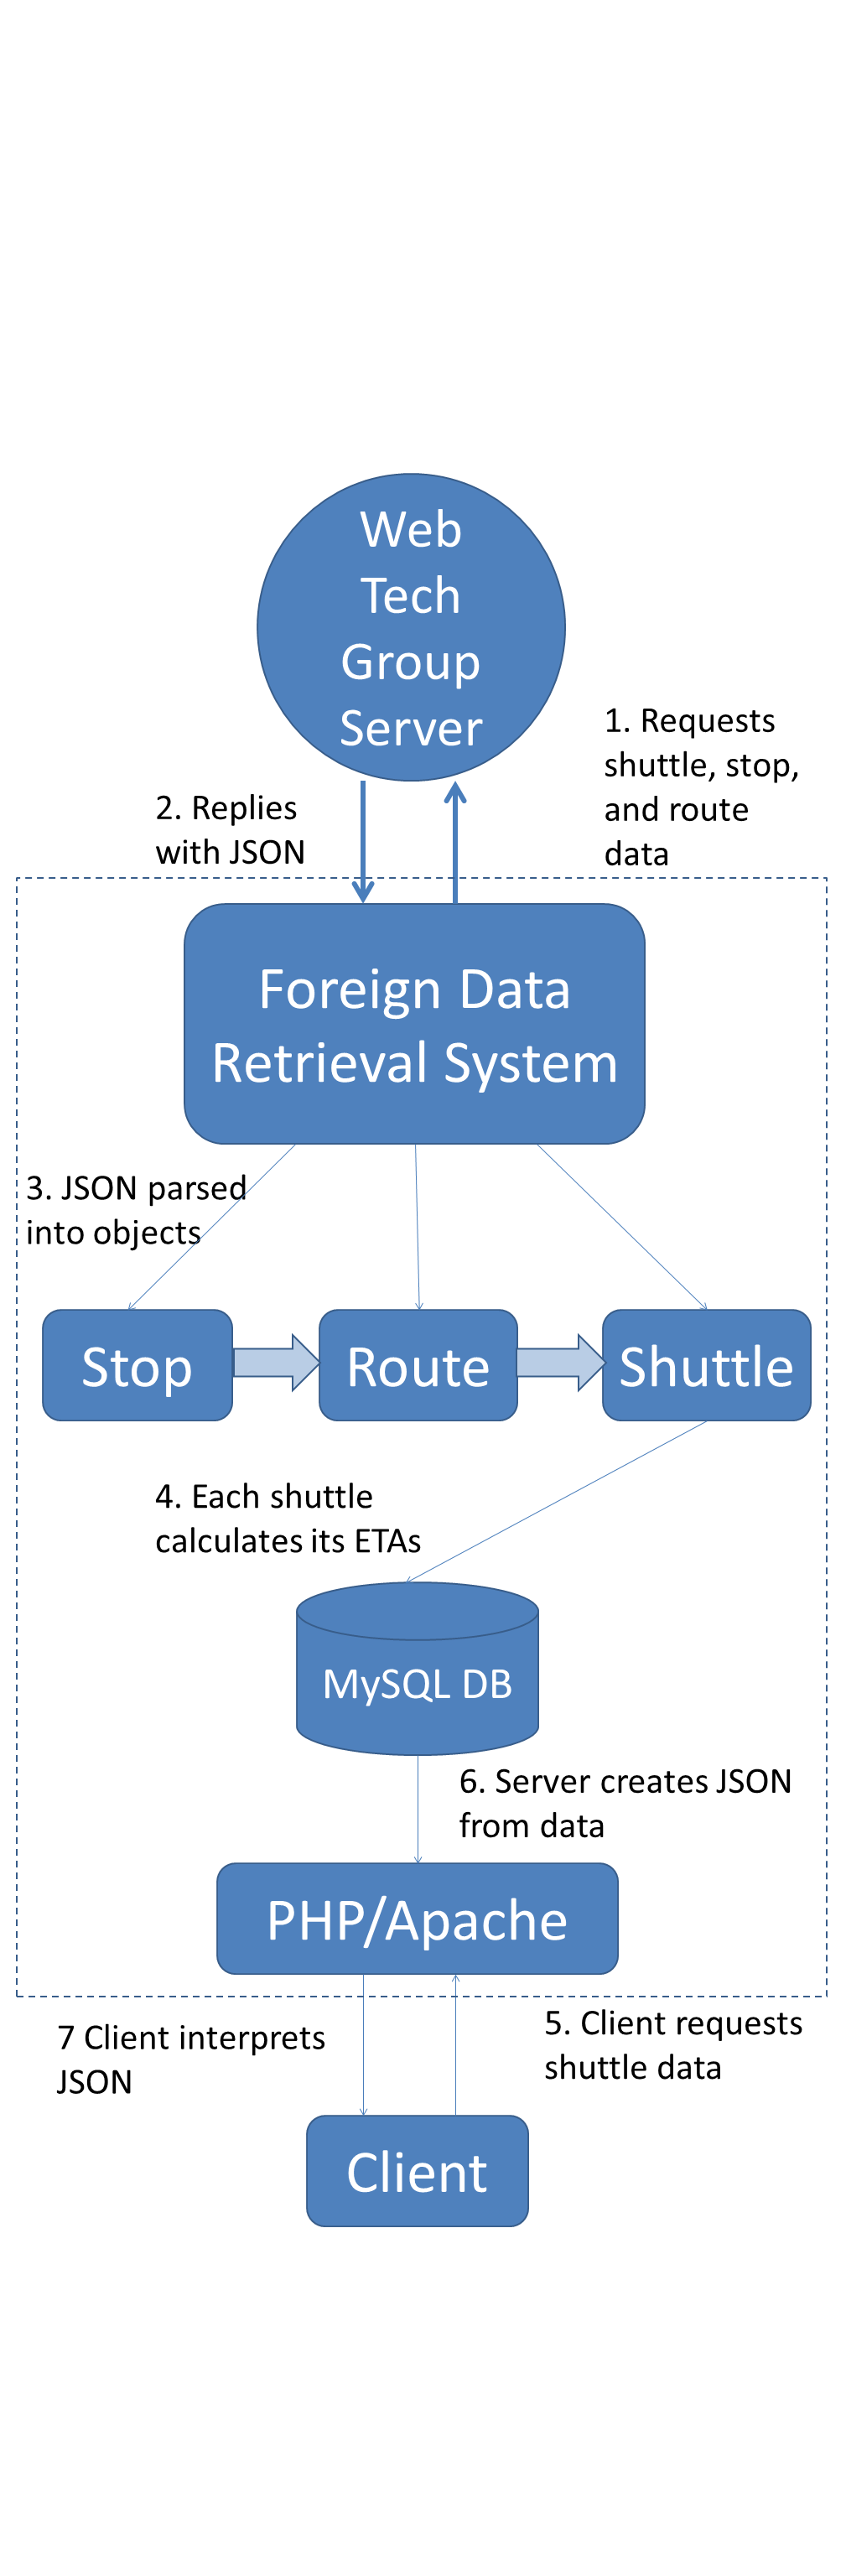 Web
Tech
Group
Server
1. Requests
shuttle, stop,
and route
data
2. Replies
with JSON
Foreign Data
Retrieval System
3. JSON parsed
into objects
Stop
Route
Shuttle
4. Each shuttle
calculates its ETAs
MySQL DB
6. Server creates JSON
from data
PHP/Apache
7 Client interprets
JSON
5. Client requests
shuttle data
Client